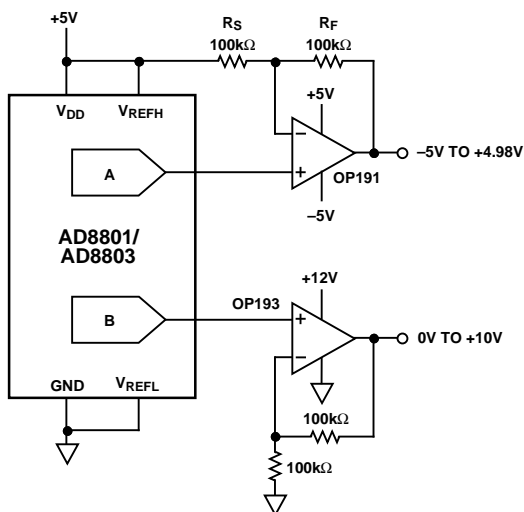 +5V
RS
100kΩ
RF
100kΩ
VDD
VREFH
+5V
–
+
A
–5V TO +4.98V
OP191
–5V
AD8801/
AD8803
+12V
OP193
+
–
B
0V TO +10V
GND
VREFL
100kΩ
100kΩ